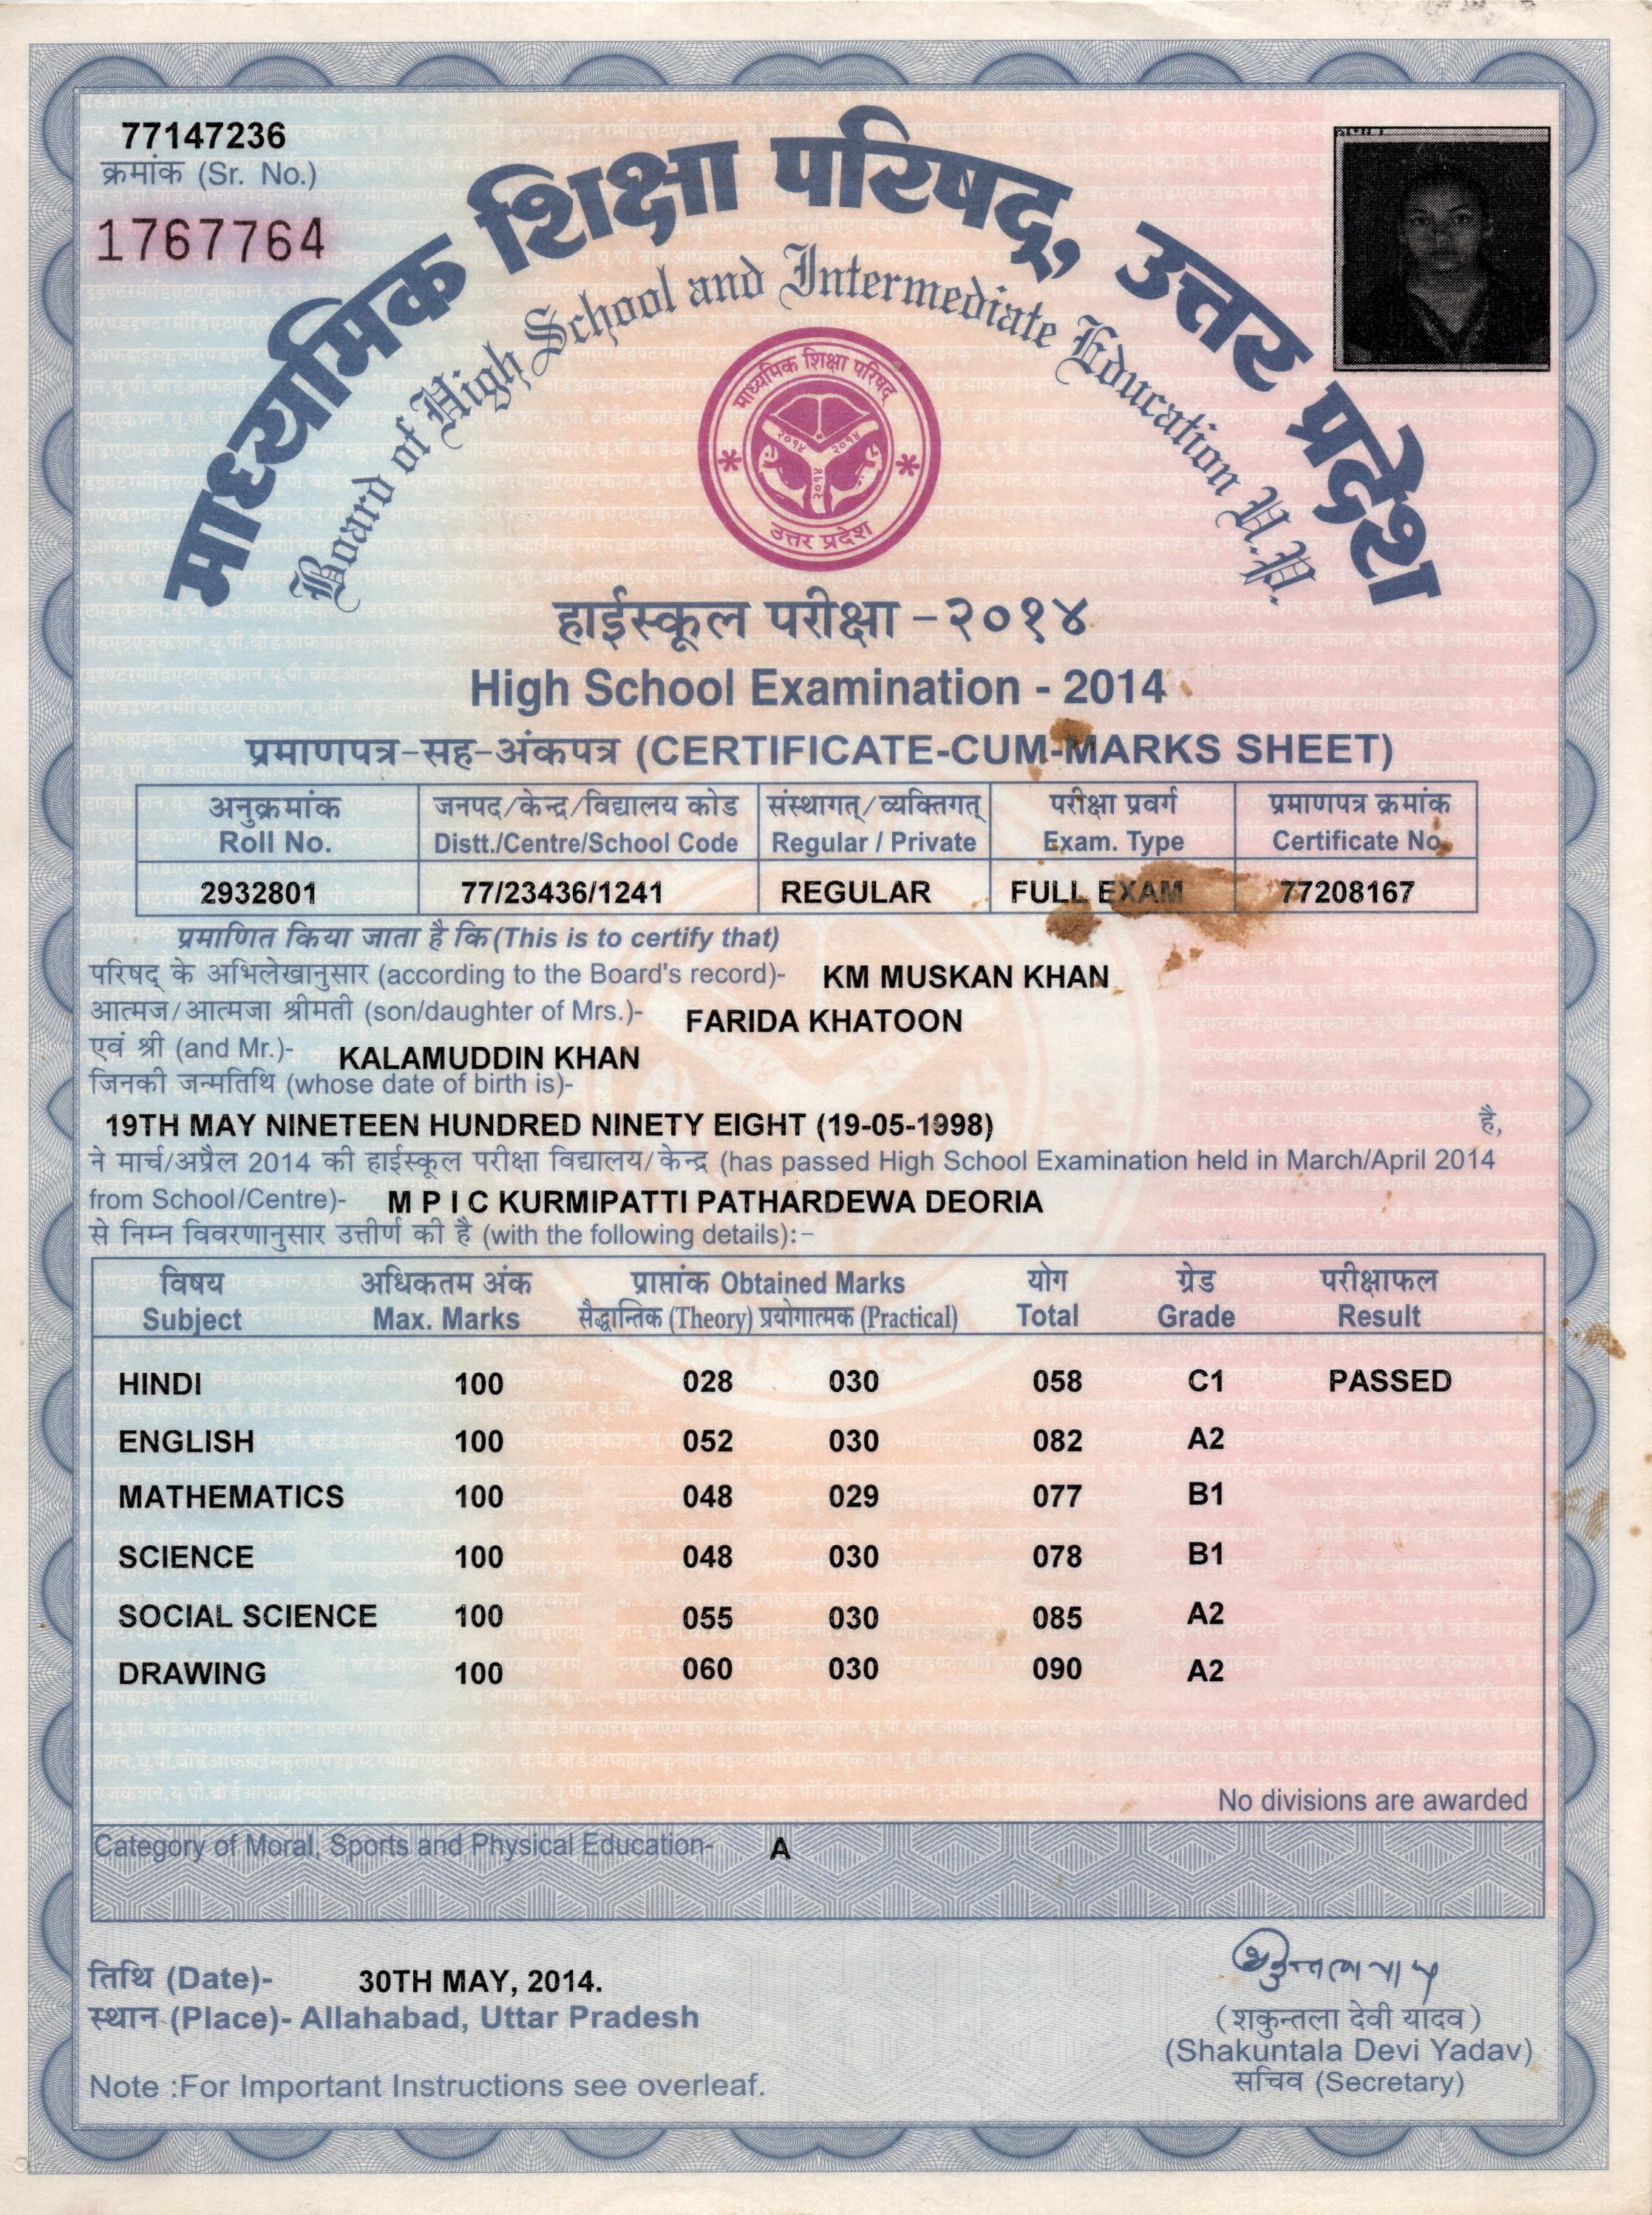 77147236
क्रमांक (Sr. No.)
1767764
माध्यमिक शिक्षा परिषद्, उत्तर प्रदेश
Board of High School and Intermediate Education U.P.
माध्यमिक शिक्षा परिषद्
२०१४ २०१४
२०१४
उत्तर प्रदेश
हाईस्कूल परीक्षा - २०१४
High School Examination - 2014
प्रमाणपत्र-सह-अंकपत्र (CERTIFICATE-CUM-MARKS SHEET)
अनुक्रमांक जनपद/केन्द्र/विद्यालय कोड संस्थागत्/व्यक्तिगत् परीक्षा प्रवर्ग प्रमाणपत्र क्रमांक
Roll No. Distt./Centre/School Code Regular / Private Exam. Type Certificate No.
2932801 77/23436/1241 REGULAR FULL EXAM 77208167
प्रमाणित किया जाता है कि (This is to certify that)
परिषद् के अभिलेखानुसार (according to the Board's record)- KM MUSKAN KHAN
आत्मज/आत्मजा श्रीमती (son/daughter of Mrs.)- FARIDA KHATOON
एवं श्री (and Mr.)- KALAMUDDIN KHAN
जिनकी जन्मतिथि (whose date of birth is)-
19TH MAY NINETEEN HUNDRED NINETY EIGHT (19-05-1998) है,
ने मार्च/अप्रैल 2014 की हाईस्कूल परीक्षा विद्यालय/केन्द्र (has passed High School Examination held in March/April 2014
from School/Centre)- M P I C KURMIPATTI PATHARDEWA DEORIA
से निम्न विवरणानुसार उत्तीर्ण की है (with the following details):-
विषय अधिकतम अंक प्राप्तांक Obtained Marks योग ग्रेड परीक्षाफल
Subject Max. Marks सैद्धान्तिक (Theory) प्रयोगात्मक (Practical) Total Grade Result
HINDI 100 028 030 058 C1 PASSED
ENGLISH 100 052 030 082 A2
MATHEMATICS 100 048 029 077 B1
SCIENCE 100 048 030 078 B1
SOCIAL SCIENCE 100 055 030 085 A2
DRAWING 100 060 030 090 A2
No divisions are awarded
Category of Moral, Sports and Physical Education- A
तिथि (Date)- 30TH MAY, 2014.
स्थान (Place)- Allahabad, Uttar Pradesh
(शकुन्तला देवी यादव)
(Shakuntala Devi Yadav)
सचिव (Secretary)
Note :For Important Instructions see overleaf.